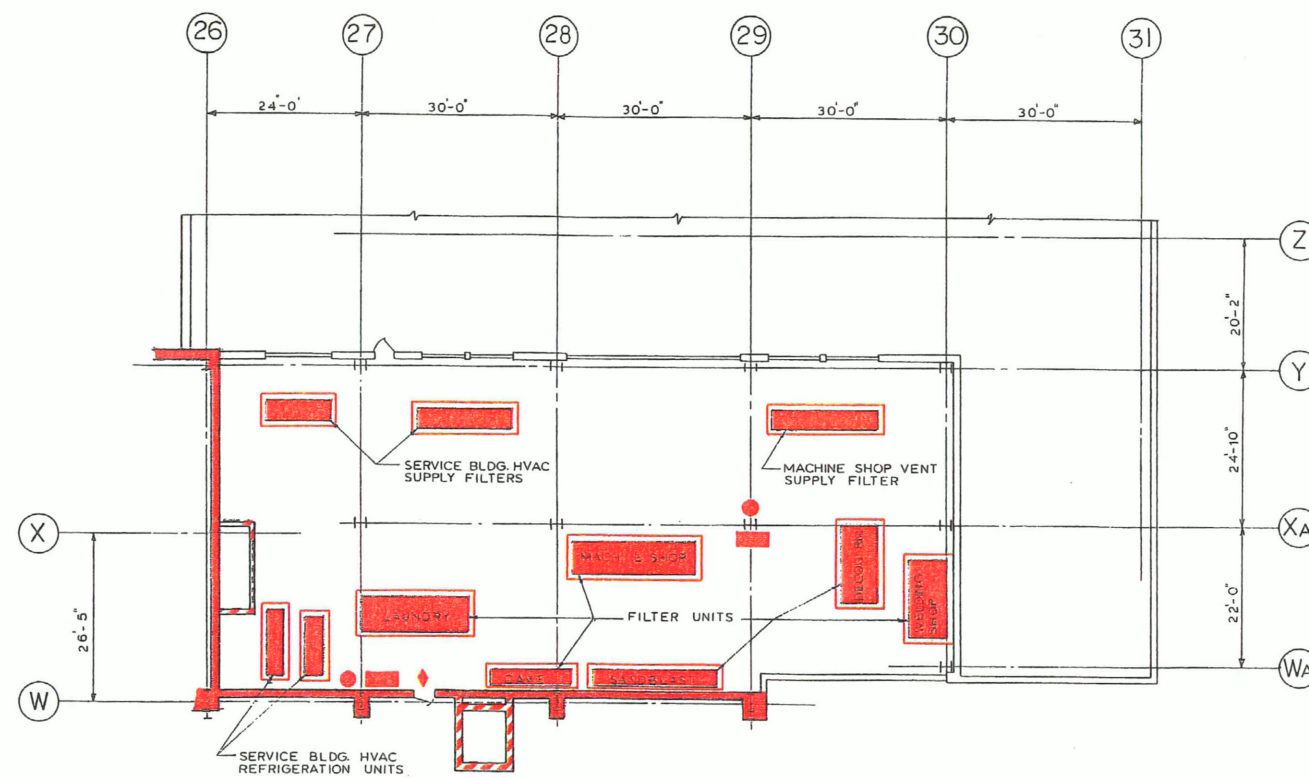 26 27 28 29 30 31
24"-0' 30'-0" 30'-0" 30'-0" 30'-0"
Z
20'-2"
Y
24'-10"
SERVICE BLDG. HVAC
SUPPLY FILTERS
MACHINE SHOP VENT
SUPPLY FILTER
X
XA
MACHINE SHOP
DECON RM
WELDING
SHOP
26'-5"
LAUNDRY
FILTER UNITS
22'-0"
CAVE
SANDBLAST
WA
W
SERVICE BLDG. HVAC
REFRIGERATION UNITS